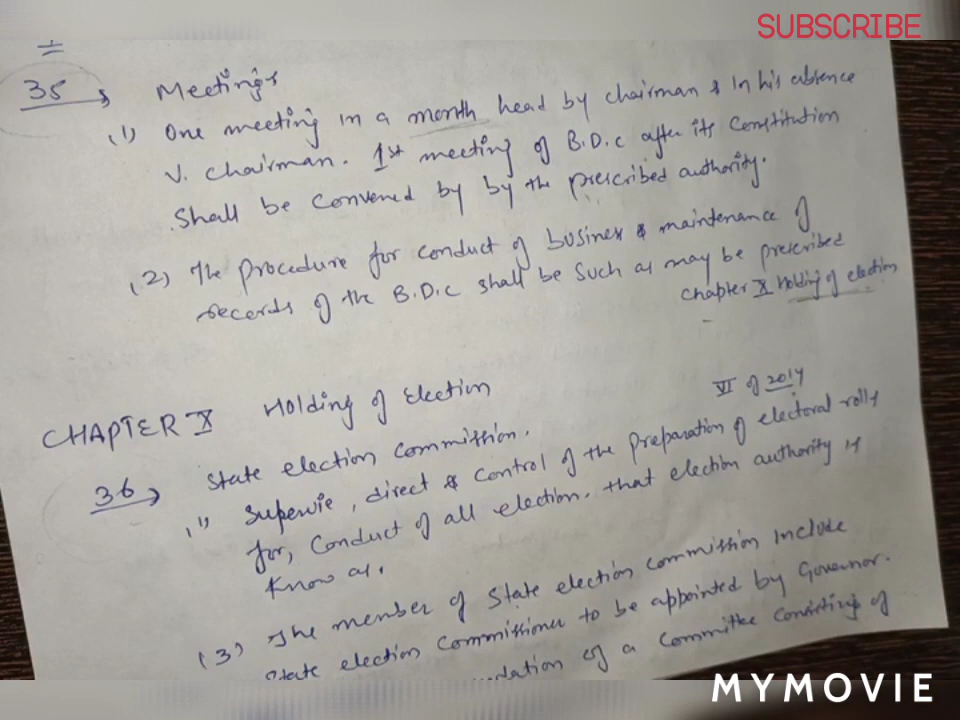 SUBSCRIBE
35 → Meetings
(1) One meeting in a month head by chairman & In his absence
V. chairman. 1st meeting of B.D.C after its Constitution
Shall be Convened by by the prescribed authority.
(2) The procedure for conduct of business & maintenance of
records of the B.D.C shall be such as may be prescribed
Chapter X Holding of election
CHAPTER X Holding of Election
VI of 2014
36 → State election Commission.
(1) Supervise, direct & Control of the preparation of electoral rolls
for, Conduct of all election. that election authority is
Know as.
(3) The member of State election commission Include
State election Commissioner to be appointed by Governor.
of a Committee Consisting of
MYMOVIE